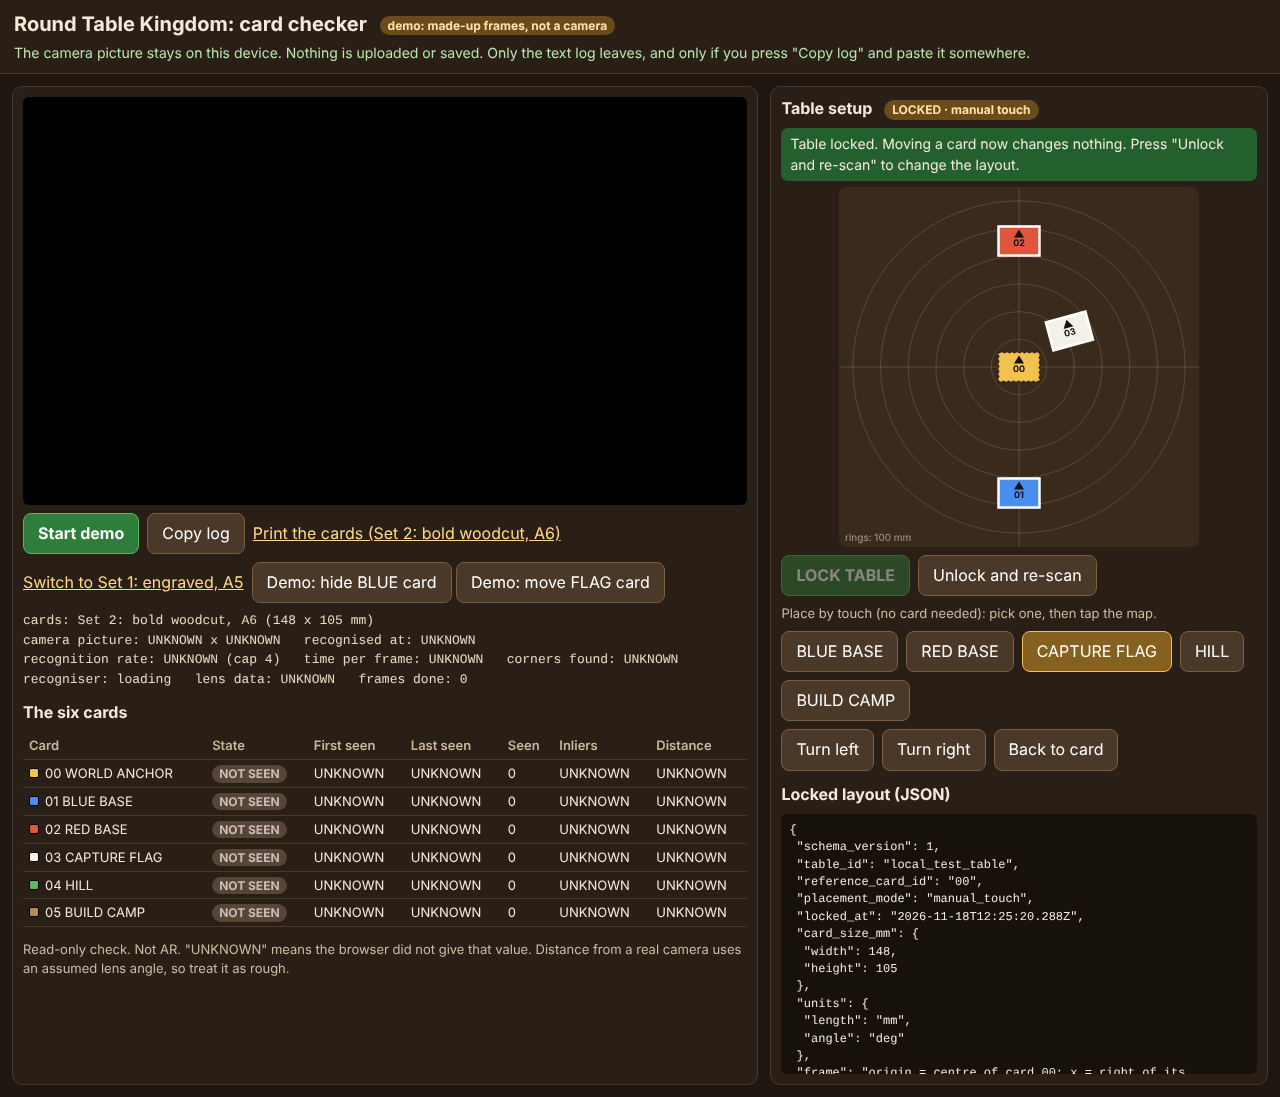 Round Table Kingdom: card checker demo: made-up frames, not a camera
The camera picture stays on this device. Nothing is uploaded or saved. Only the text log leaves, and only if you press "Copy log" and paste it somewhere.
Start demo Copy log Print the cards (Set 2: bold woodcut, A6)
Switch to Set 1: engraved, A5 Demo: hide BLUE card Demo: move FLAG card
cards: Set 2: bold woodcut, A6 (148 x 105 mm)
camera picture: UNKNOWN x UNKNOWN recognised at: UNKNOWN
recognition rate: UNKNOWN (cap 4) time per frame: UNKNOWN corners found: UNKNOWN
recogniser: loading lens data: UNKNOWN frames done: 0
The six cards
Card State First seen Last seen Seen Inliers Distance
00 WORLD ANCHOR NOT SEEN UNKNOWN UNKNOWN 0 UNKNOWN UNKNOWN
01 BLUE BASE NOT SEEN UNKNOWN UNKNOWN 0 UNKNOWN UNKNOWN
02 RED BASE NOT SEEN UNKNOWN UNKNOWN 0 UNKNOWN UNKNOWN
03 CAPTURE FLAG NOT SEEN UNKNOWN UNKNOWN 0 UNKNOWN UNKNOWN
04 HILL NOT SEEN UNKNOWN UNKNOWN 0 UNKNOWN UNKNOWN
05 BUILD CAMP NOT SEEN UNKNOWN UNKNOWN 0 UNKNOWN UNKNOWN
Read-only check. Not AR. "UNKNOWN" means the browser did not give that value. Distance from a real camera uses
an assumed lens angle, so treat it as rough.
Table setup LOCKED · manual touch
Table locked. Moving a card now changes nothing. Press "Unlock
and re-scan" to change the layout.
02
03
00
01
rings: 100 mm
LOCK TABLE Unlock and re-scan
Place by touch (no card needed): pick one, then tap the map.
BLUE BASE RED BASE CAPTURE FLAG HILL
BUILD CAMP
Turn left Turn right Back to card
Locked layout (JSON)
{
"schema_version": 1,
"table_id": "local_test_table",
"reference_card_id": "00",
"placement_mode": "manual_touch",
"locked_at": "2026-11-18T12:25:20.288Z",
"card_size_mm": {
"width": 148,
"height": 105
},
"units": {
"length": "mm",
"angle": "deg"
},
"frame": "origin = centre of card 00; x = right of its